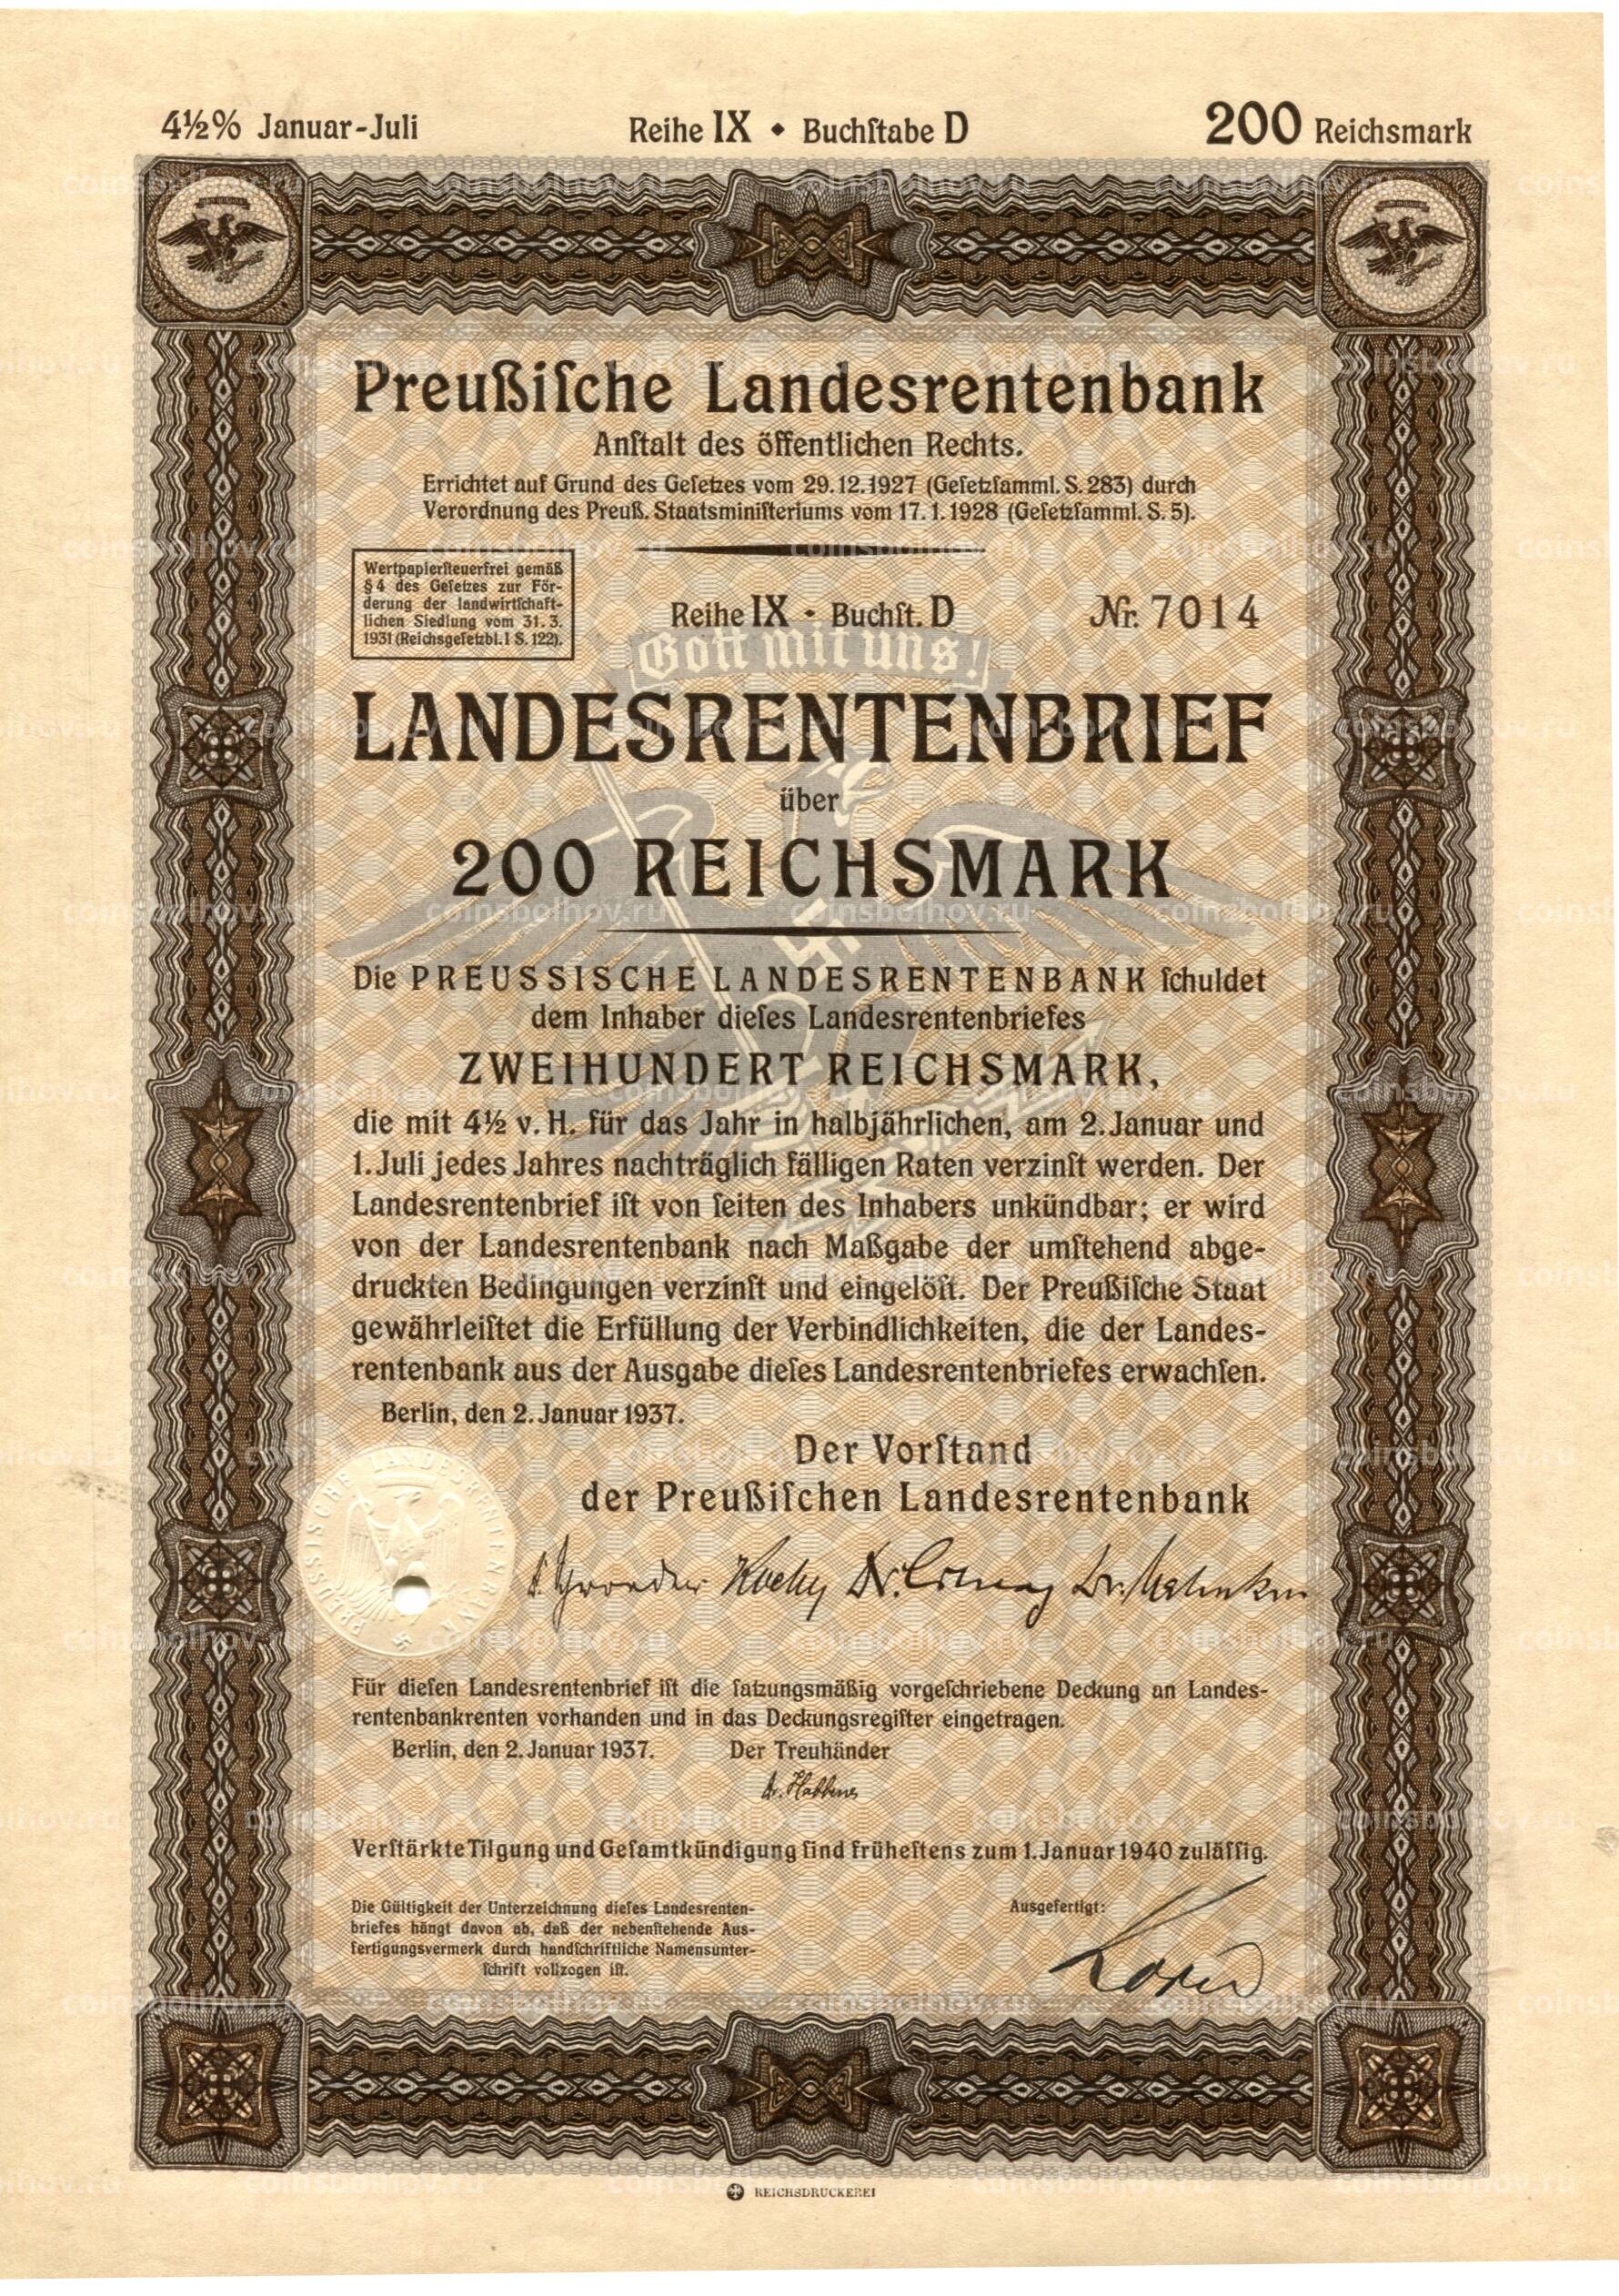 4½% Januar-Juli Reihe IX • Buchſtabe D 200 Reichsmark
Preußiſche Landesrentenbank
Anſtalt des öffentlichen Rechts.
Errichtet auf Grund des Geſetzes vom 29.12.1927 (Geſetzſamml. S. 283) durch
Verordnung des Preuß. Staatsminiſteriums vom 17.1.1928 (Geſetzſamml. S. 5).
Wertpapierſteuerfrei gemäß
§ 4 des Geſetzes zur För-
derung der landwirtſchaft-
lichen Siedlung vom 31.3.
1931 (Reichsgeſetzbl. I S. 122).
Reihe IX • Buchſt. D Nr. 7014
Gott mit uns!
LANDESRENTENBRIEF
über
200 REICHSMARK
Die PREUSSISCHE LANDESRENTENBANK ſchuldet
dem Inhaber dieſes Landesrentenbriefes
ZWEIHUNDERT REICHSMARK,
die mit 4½ v. H. für das Jahr in halbjährlichen, am 2. Januar und
1. Juli jedes Jahres nachträglich fälligen Raten verzinſt werden. Der
Landesrentenbrief iſt von ſeiten des Inhabers unkündbar; er wird
von der Landesrentenbank nach Maßgabe der umſtehend abge-
druckten Bedingungen verzinſt und eingelöſt. Der Preußiſche Staat
gewährleiſtet die Erfüllung der Verbindlichkeiten, die der Landes-
rentenbank aus der Ausgabe dieſes Landesrentenbriefes erwachſen.
Berlin, den 2. Januar 1937.
Der Vorſtand
der Preußiſchen Landesrentenbank
PREUSSISCHE LANDESRENTENBANK
Für dieſen Landesrentenbrief iſt die ſatzungsmäßig vorgeſchriebene Deckung an Landes-
rentenbankrenten vorhanden und in das Deckungsregiſter eingetragen.
Berlin, den 2. Januar 1937. Der Treuhänder
Verſtärkte Tilgung und Geſamtkündigung ſind früheſtens zum 1. Januar 1940 zuläſſig.
Die Gültigkeit der Unterzeichnung dieſes Landesrenten-
briefes hängt davon ab, daß der nebenſtehende Aus-
fertigungsvermerk durch handſchriftliche Namensunter-
ſchrift vollzogen iſt.
Ausgefertigt:
REICHSDRUCKEREI
coinsbolhov.ru